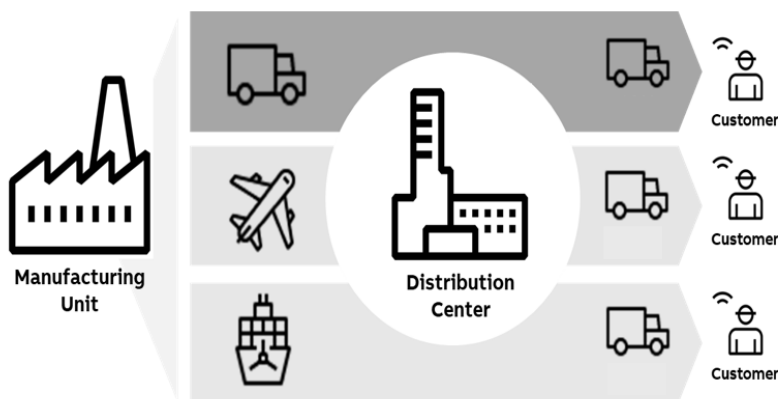 Manufacturing
Unit
Distribution
Center
Customer
Customer
Customer